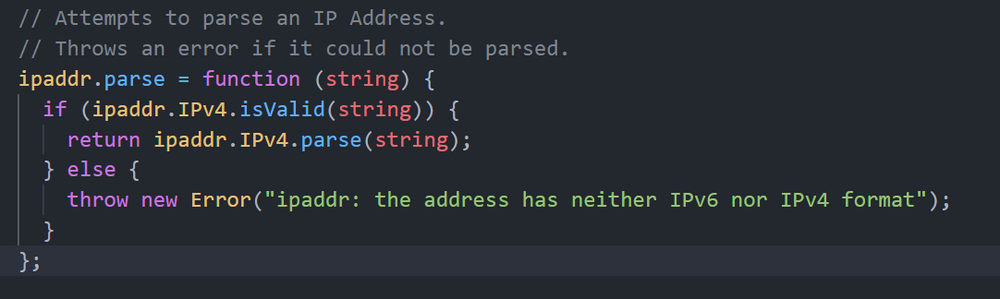 // Attempts to parse an IP Address.
// Throws an error if it could not be parsed.
ipaddr.parse = function (string) {
  if (ipaddr.IPv4.isValid(string)) {
    return ipaddr.IPv4.parse(string);
  } else {
    throw new Error("ipaddr: the address has neither IPv6 nor IPv4 format");
  }
};